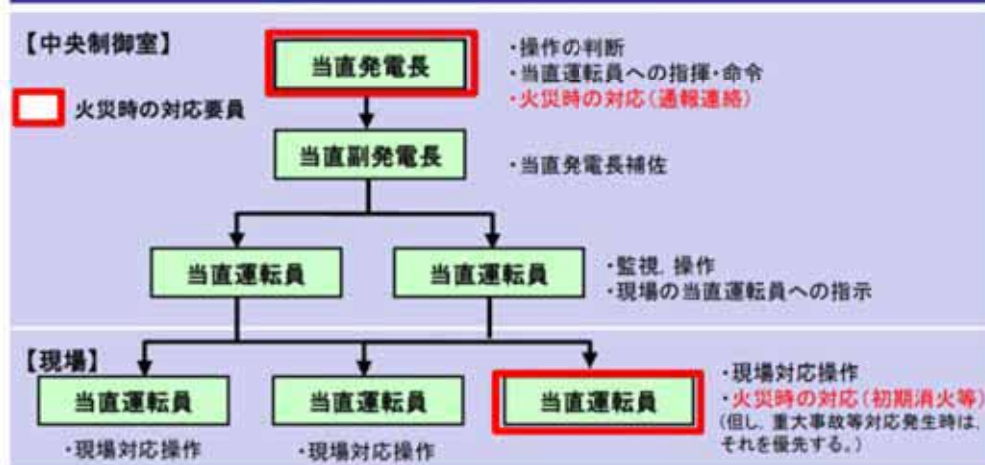 【中央制御室】
当直発電長
・操作の判断
・当直運転員への指揮・命令
・火災時の対応(通報連絡)
火災時の対応要員
当直副発電長
・当直発電長補佐
当直運転員
当直運転員
・監視，操作
・現場の当直運転員への指示
【現場】
当直運転員
・現場対応操作
当直運転員
・現場対応操作
当直運転員
・現場対応操作
・火災時の対応(初期消火等)
(但し，重大事故等対応発生時は，
それを優先する。)